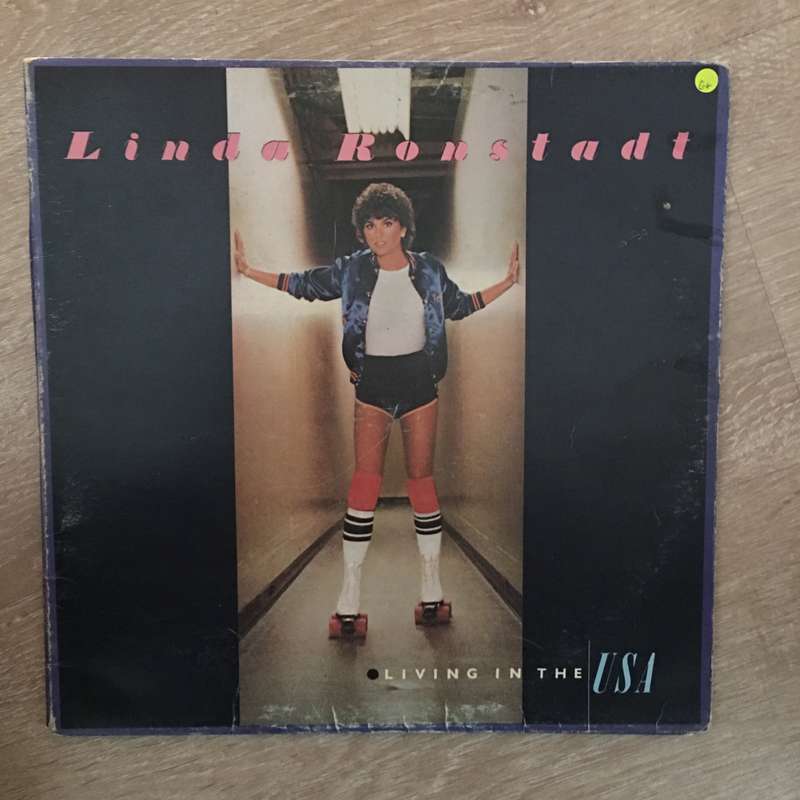 Linda Ronstadt
G+
LIVING IN THE USA